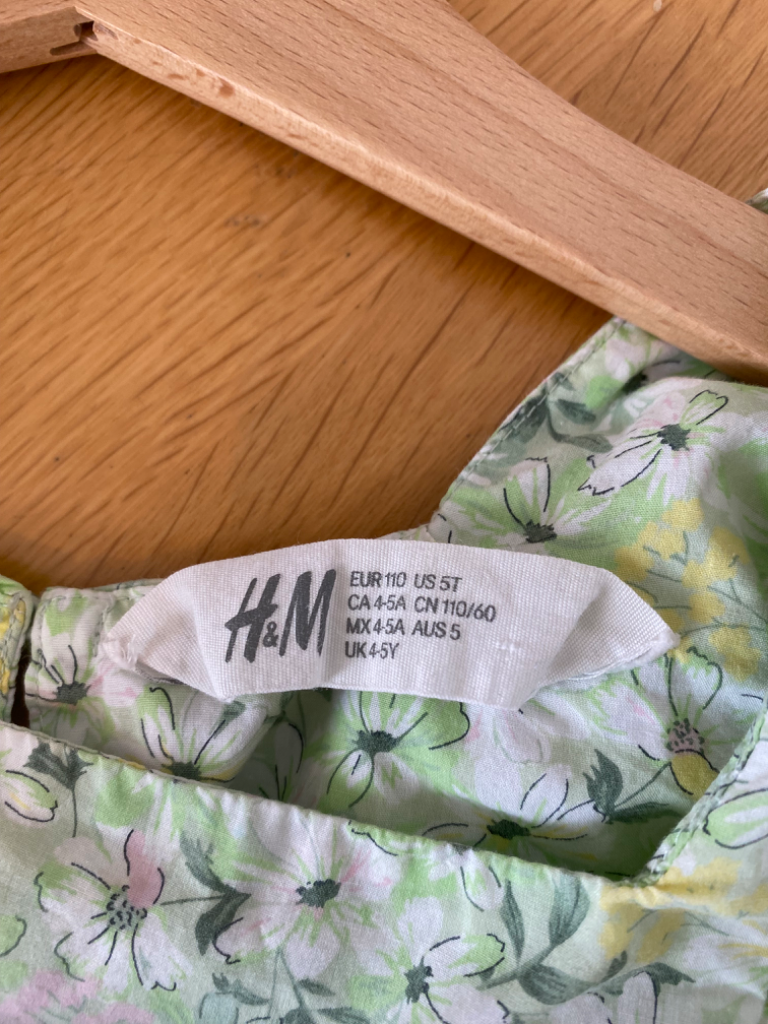 H&M
EUR 110 US 5T
CA 4-5A CN 110/60
MX 4-5A AUS 5
UK 4-5Y